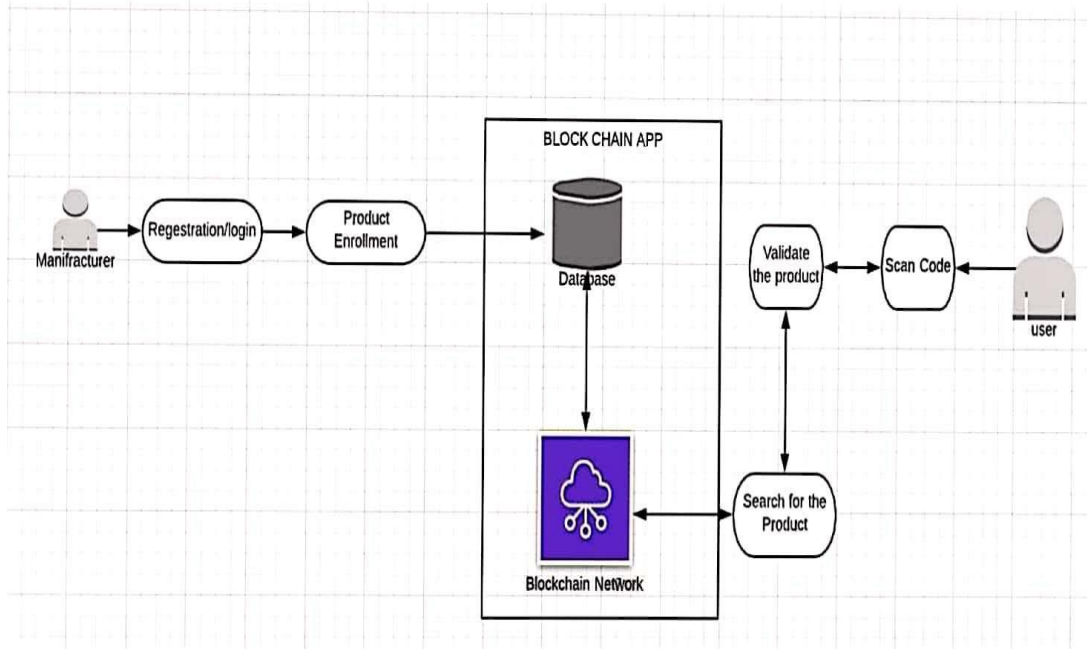 BLOCK CHAIN APP
Manifracturer
Regestration/login
Product
Enrollment
Database
Blockchain Network
Validate
the product
Scan Code
user
Search for the
Product